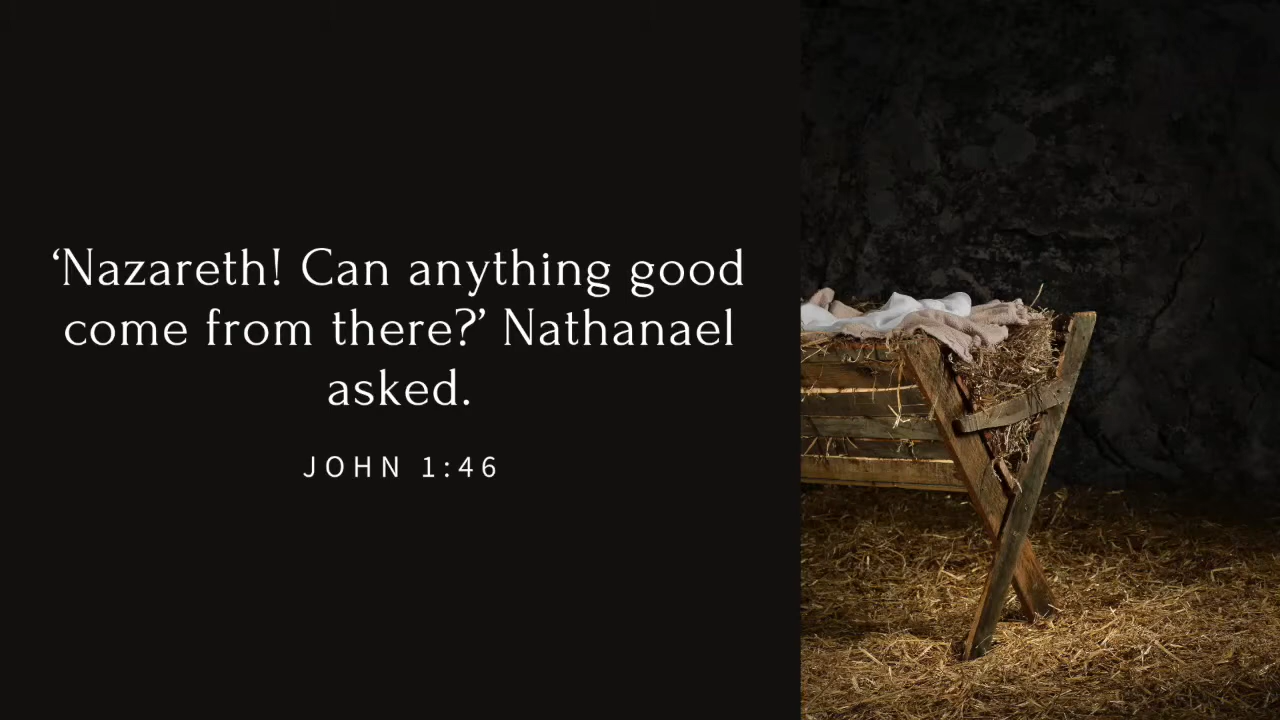 ‘Nazareth! Can anything good
come from there?’ Nathanael
asked.
JOHN 1:46